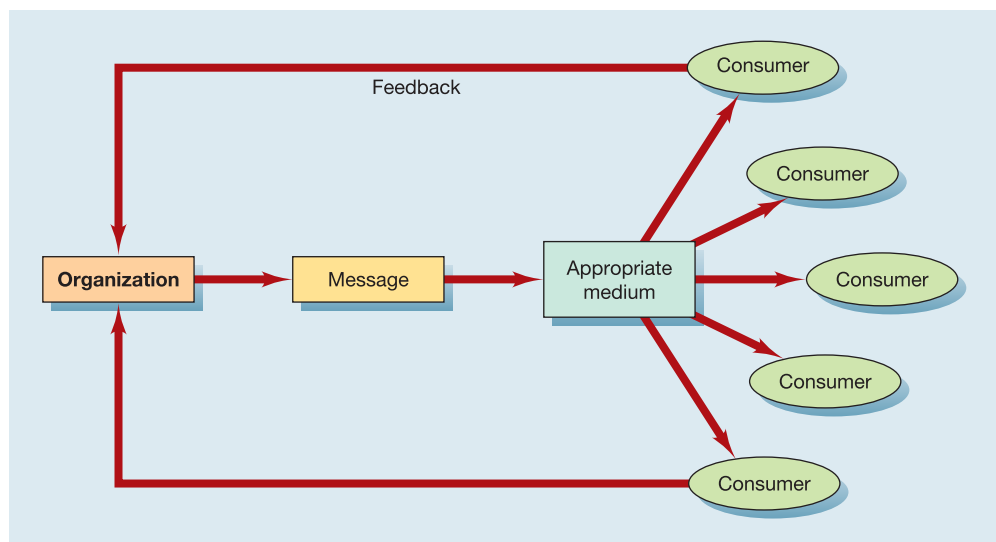 Consumer
Feedback
Consumer
Organization
Message
Appropriate
medium
Consumer
Consumer
Consumer